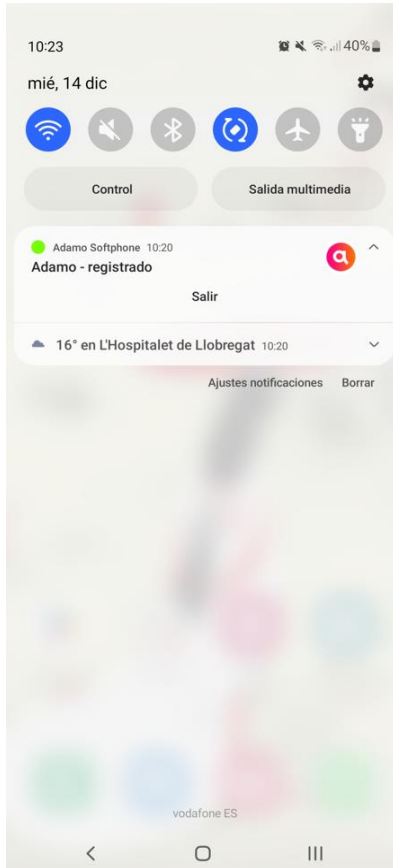 10:23 40%
mié, 14 dic
Control Salida multimedia
Adamo Softphone 10:20
Adamo - registrado
Salir
16° en L'Hospitalet de Llobregat 10:20
Ajustes notificaciones Borrar
vodafone ES